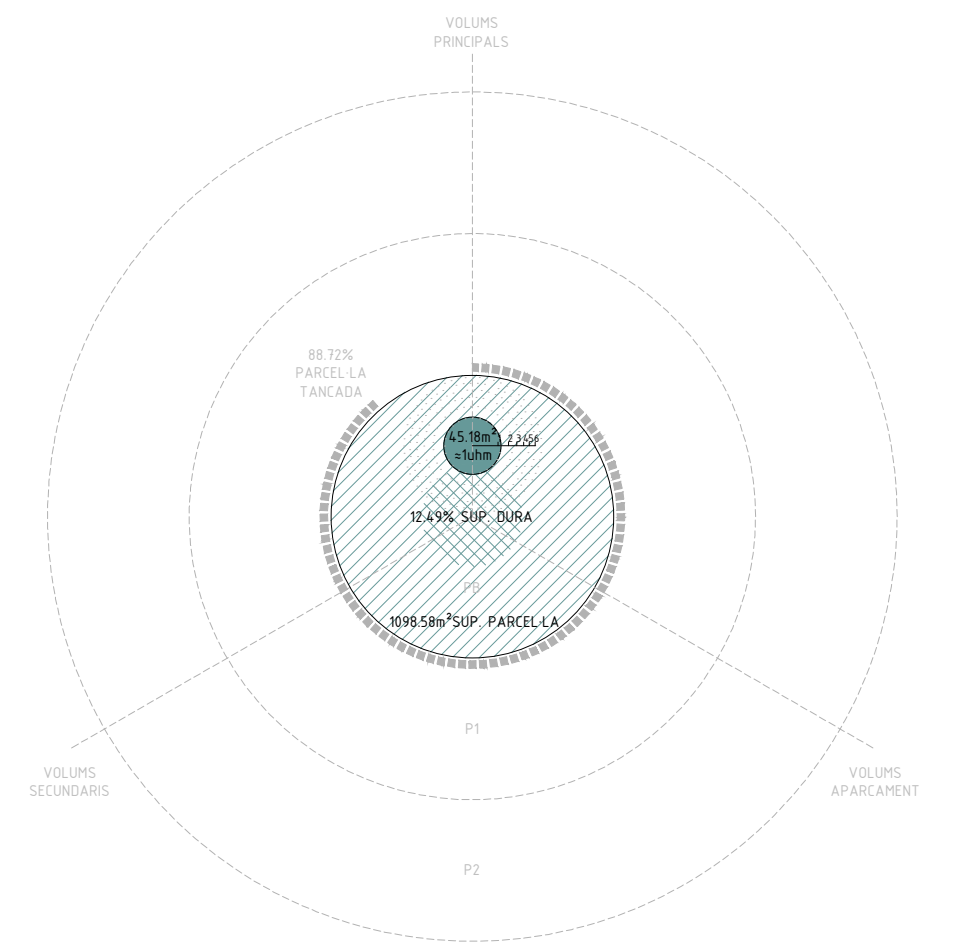 VOLUMS
PRINCIPALS
88.72%
PARCEL·LA
TANCADA
45.18m²
≈1uhm
2 3 4 5 6
12.49% SUP. DURA
PB
1098.58m² SUP. PARCEL·LA
P1
VOLUMS
SECUNDARIS
VOLUMS
APARCAMENT
P2